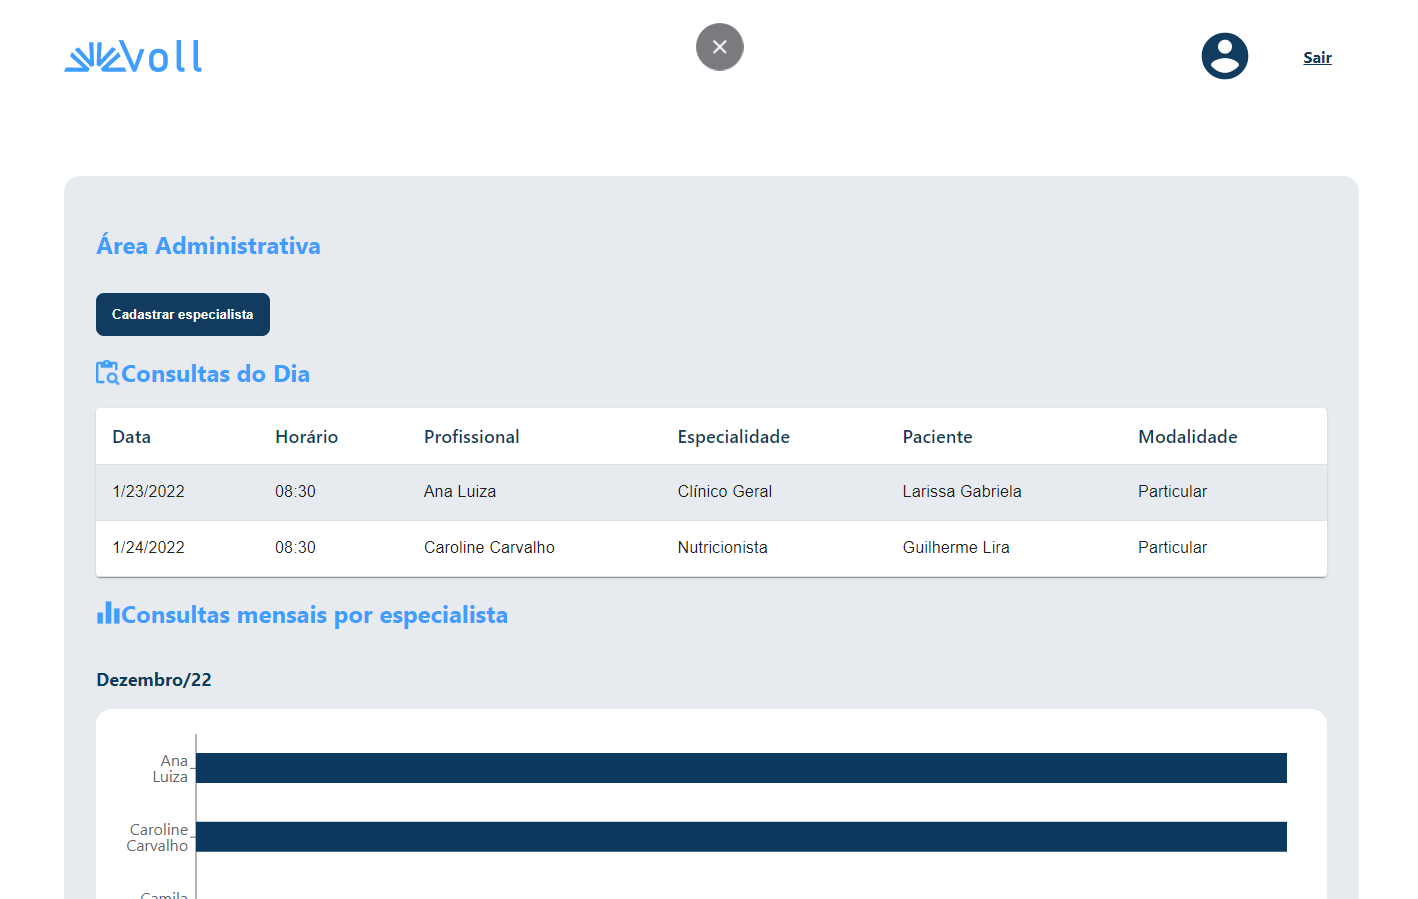 Voll
Sair
Área Administrativa
Cadastrar especialista
Consultas do Dia
Data Horário Profissional Especialidade Paciente Modalidade
1/23/2022 08:30 Ana Luiza Clínico Geral Larissa Gabriela Particular
1/24/2022 08:30 Caroline Carvalho Nutricionista Guilherme Lira Particular
Consultas mensais por especialista
Dezembro/22
Ana
Luiza
Caroline
Carvalho
Camila